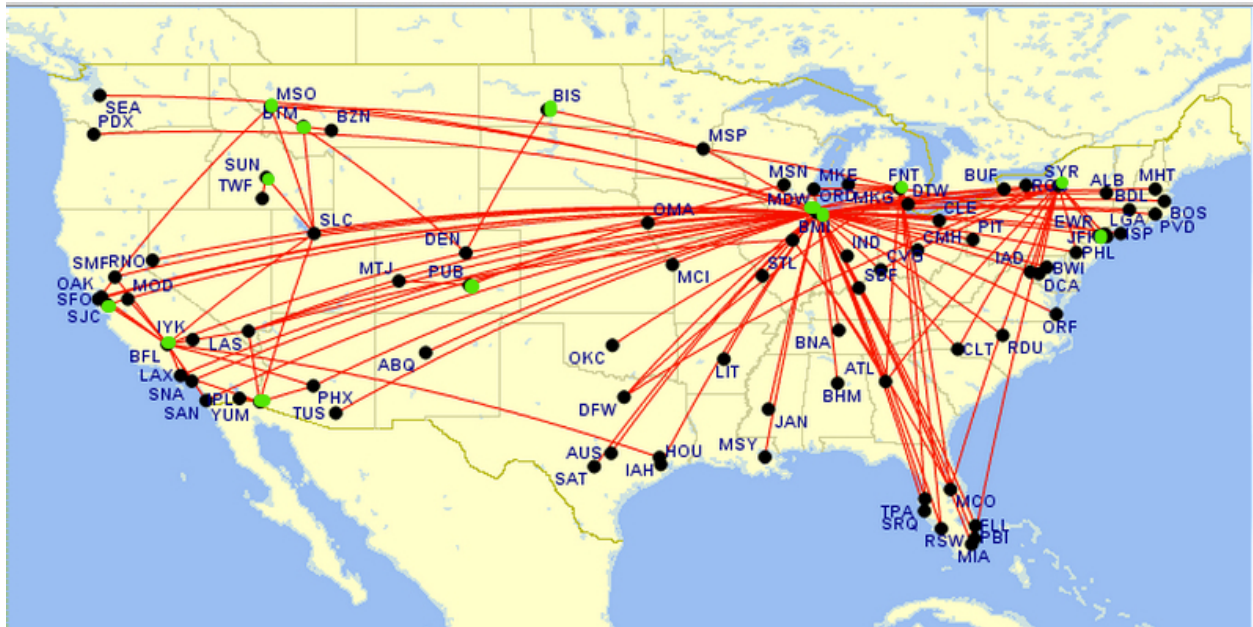 MSO
SEA
BTM
BZN
PDX
BIS
MSP
SUN
TWF
MSN
MKE
FNT
BUF
SYR
ALB
MHT
MDW
ORD
MKG
DTW
BDL
SLC
OMA
CLE
EWR
LGA
BOS
PVD
DEN
BMI
PIT
JFK
ISP
SMF
RNO
MTJ
PUB
MCI
STL
IND
CVG
CMH
IAD
PHL
OAK
MOD
SDF
BWI
SFO
DCA
SJC
IYK
ORF
LAS
BNA
BFL
ABQ
OKC
LIT
ATL
CLT
RDU
LAX
SNA
PHX
BHM
SAN
YUM
TUS
DFW
JAN
AUS
HOU
MSY
SAT
IAH
MCO
TPA
SRQ
FLL
RSW
PBI
MIA